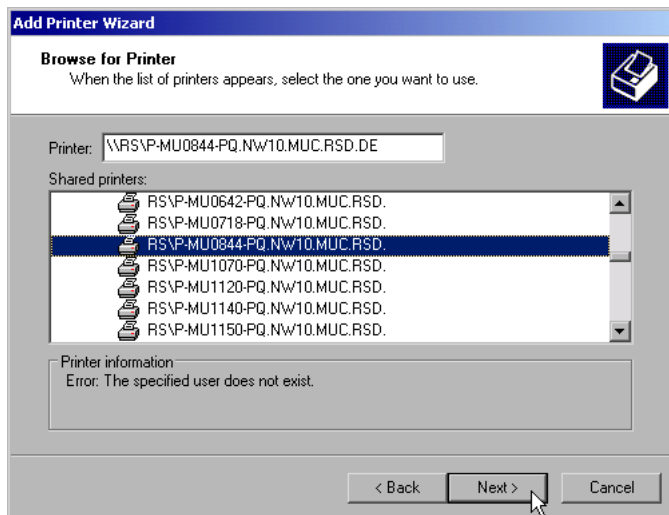 Add Printer Wizard
Browse for Printer
When the list of printers appears, select the one you want to use.
Printer: \\RS\P-MU0844-PQ.NW10.MUC.RSD.DE
Shared printers:
RS\P-MU0642-PQ.NW10.MUC.RSD.
RS\P-MU0718-PQ.NW10.MUC.RSD.
RS\P-MU0844-PQ.NW10.MUC.RSD.
RS\P-MU1070-PQ.NW10.MUC.RSD.
RS\P-MU1120-PQ.NW10.MUC.RSD.
RS\P-MU1140-PQ.NW10.MUC.RSD.
RS\P-MU1150-PQ.NW10.MUC.RSD.
Printer information
Error: The specified user does not exist.
< Back Next > Cancel